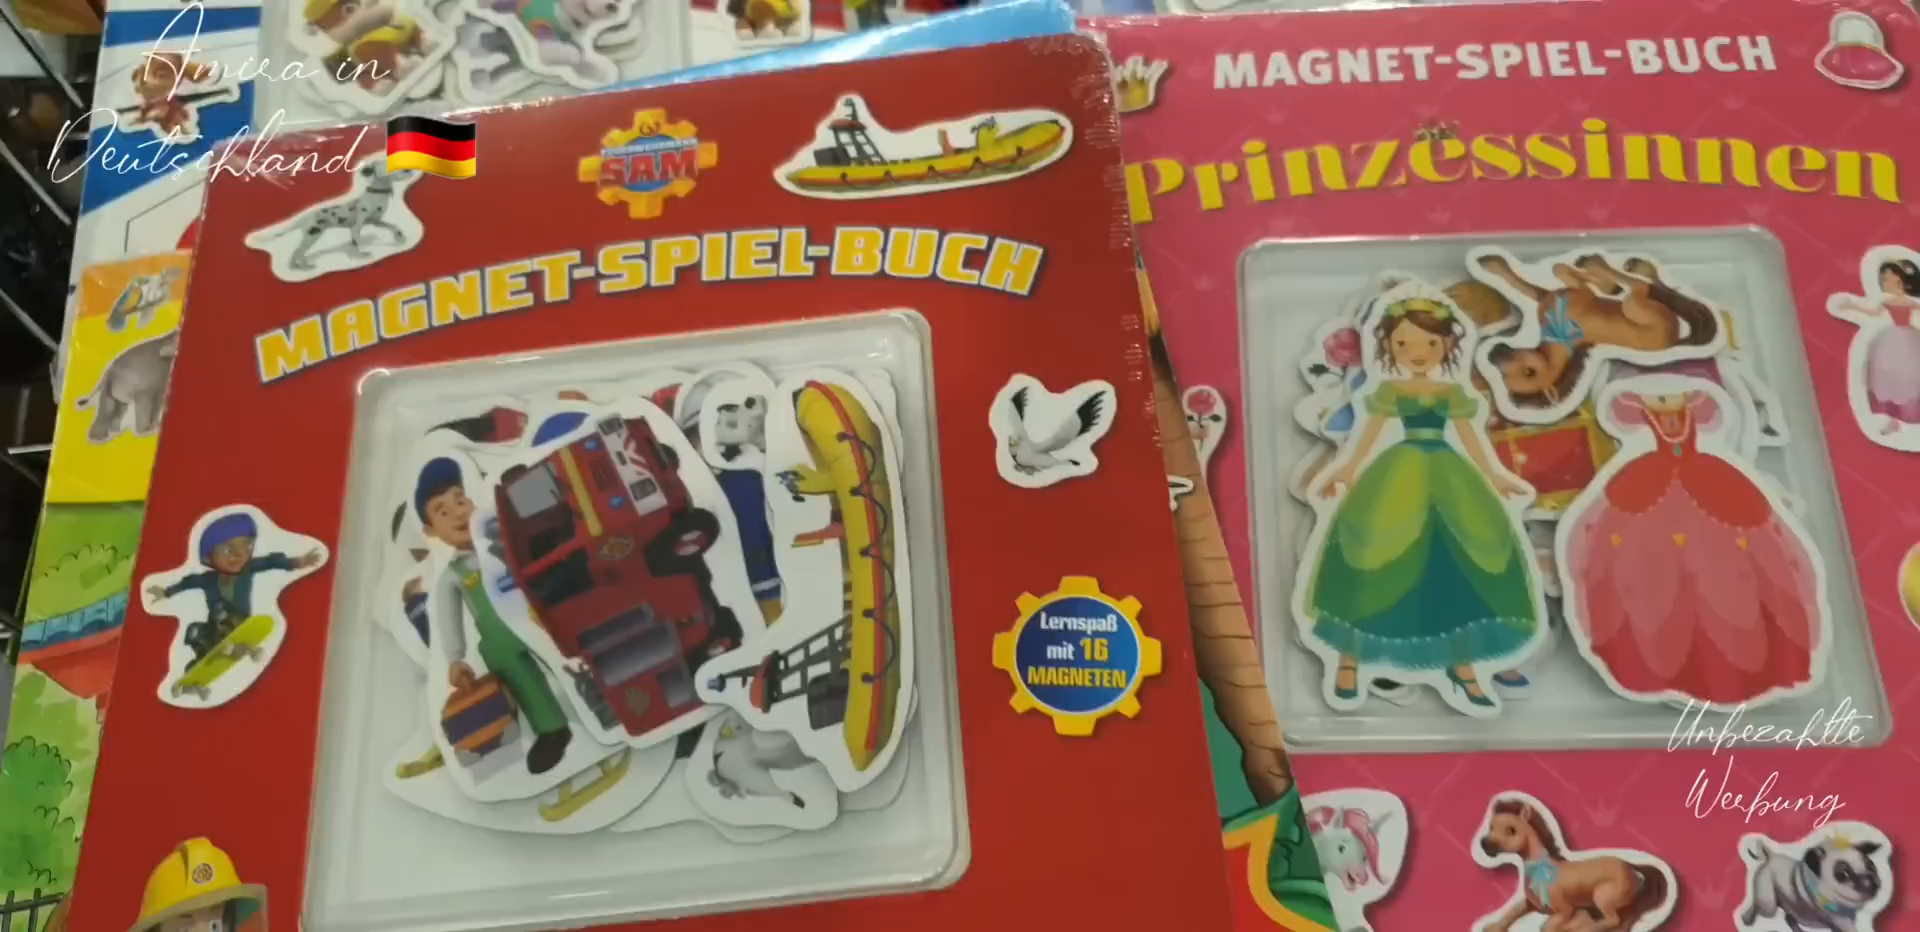 Amira in
Deutschland
FEUERWEHRMANN
SAM
MAGNET-SPIEL-BUCH
Lernspaß
mit 16
MAGNETEN
MAGNET-SPIEL-BUCH
Prinzessinnen
Unbezahlte
Werbung